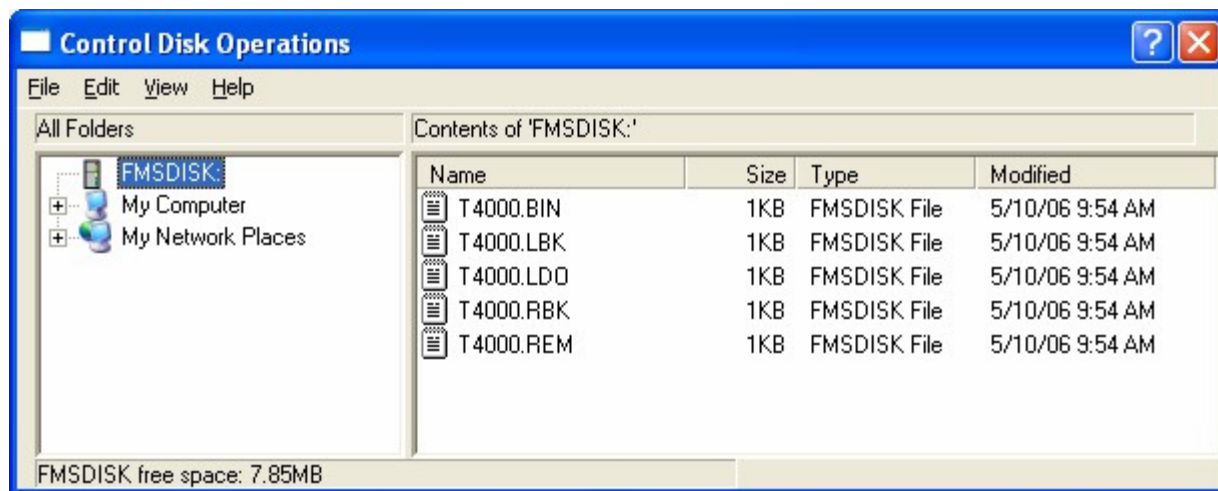 Control Disk Operations
File Edit View Help
All Folders
Contents of 'FMSDISK:'
FMSDISK:
My Computer
My Network Places
Name Size Type Modified
T4000.BIN 1KB FMSDISK File 5/10/06 9:54 AM
T4000.LBK 1KB FMSDISK File 5/10/06 9:54 AM
T4000.LDO 1KB FMSDISK File 5/10/06 9:54 AM
T4000.RBK 1KB FMSDISK File 5/10/06 9:54 AM
T4000.REM 1KB FMSDISK File 5/10/06 9:54 AM
FMSDISK free space: 7.85MB